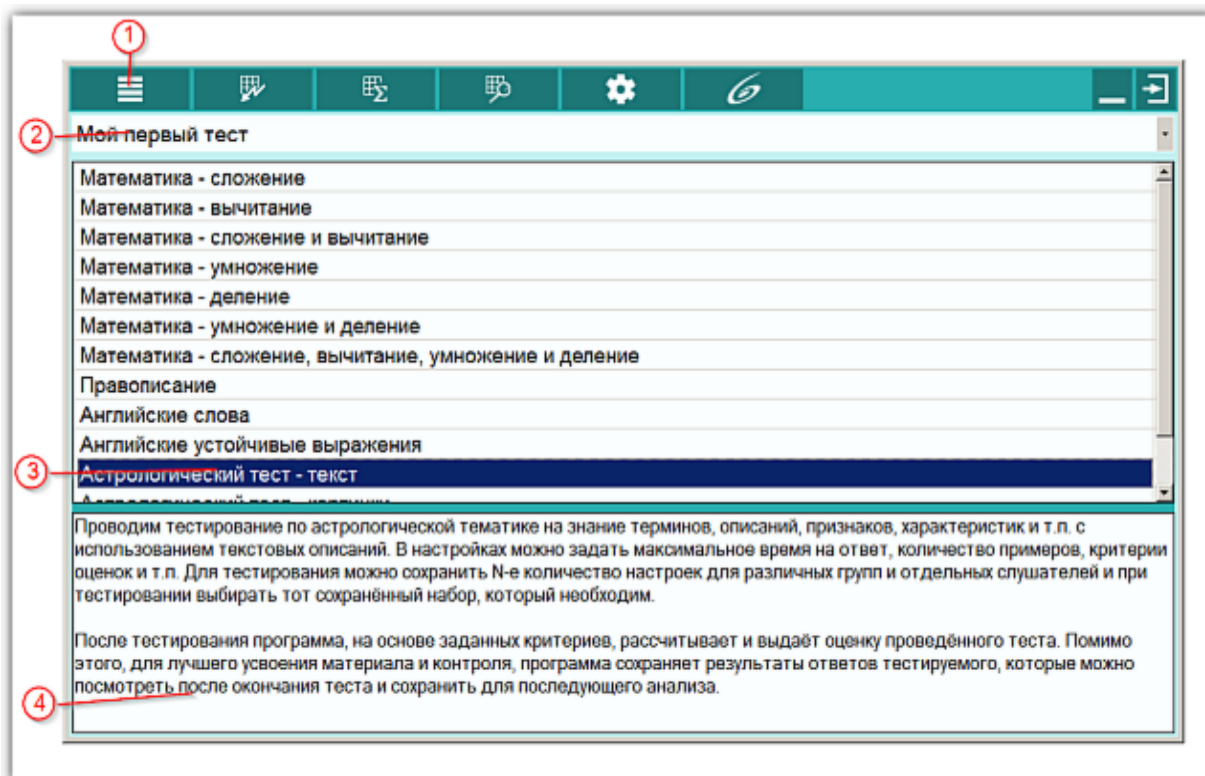 1
2
Мой первый тест
Математика - сложение
Математика - вычитание
Математика - сложение и вычитание
Математика - умножение
Математика - деление
Математика - умножение и деление
Математика - сложение, вычитание, умножение и деление
Правописание
Английские слова
Английские устойчивые выражения
3
Астрологический тест - текст
Астрологический тест - картинки
Проводим тестирование по астрологической тематике на знание терминов, описаний, признаков, характеристик и т.п. с
использованием текстовых описаний. В настройках можно задать максимальное время на ответ, количество примеров, критерии
оценок и т.п. Для тестирования можно сохранить N-е количество настроек для различных групп и отдельных слушателей и при
тестировании выбирать тот сохранённый набор, который необходим.
После тестирования программа, на основе заданных критериев, рассчитывает и выдаёт оценку проведённого теста. Помимо
этого, для лучшего усвоения материала и контроля, программа сохраняет результаты ответов тестируемого, которые можно
посмотреть после окончания теста и сохранить для последующего анализа.
4